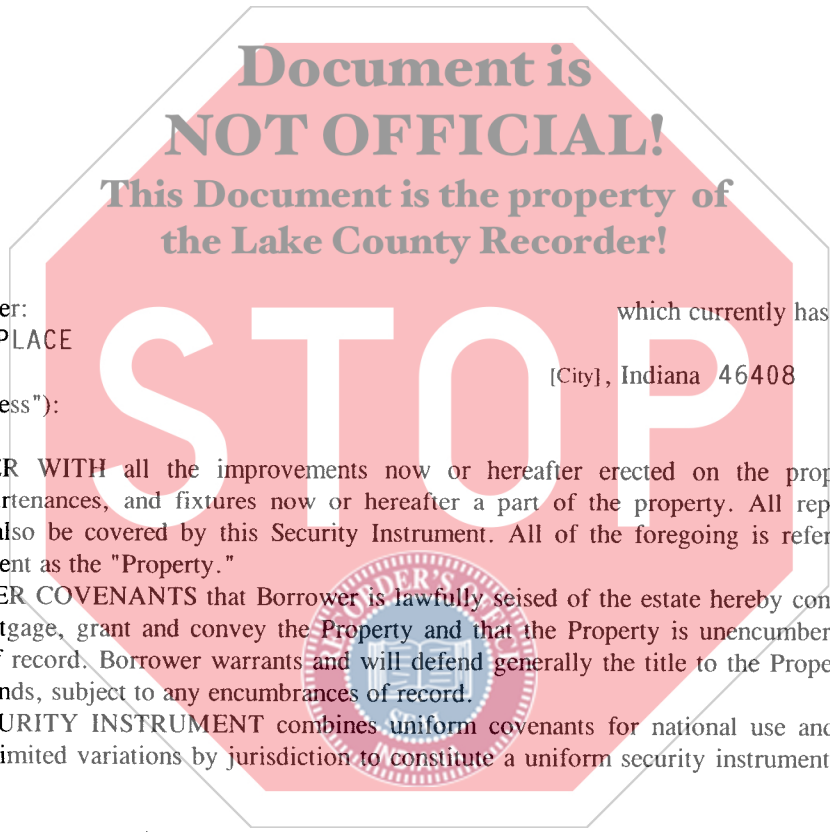 Document is
NOT OFFICIAL!
This Document is the property of
the Lake County Recorder!
er:
which currently has
PLACE
[City], Indiana 46408
ess"):
STOP
ER WITH all the improvements now or hereafter erected on the prop
rtenances, and fixtures now or hereafter a part of the property. All rep
also be covered by this Security Instrument. All of the foregoing is refer
ent as the "Property."
ER COVENANTS that Borrower is lawfully seised of the estate hereby con
tgage, grant and convey the Property and that the Property is unencumber
f record. Borrower warrants and will defend generally the title to the Prope
nds, subject to any encumbrances of record.
URITY INSTRUMENT combines uniform covenants for national use and
imited variations by jurisdiction to constitute a uniform security instrument
RECORDER'S OFFICE
INDIANA